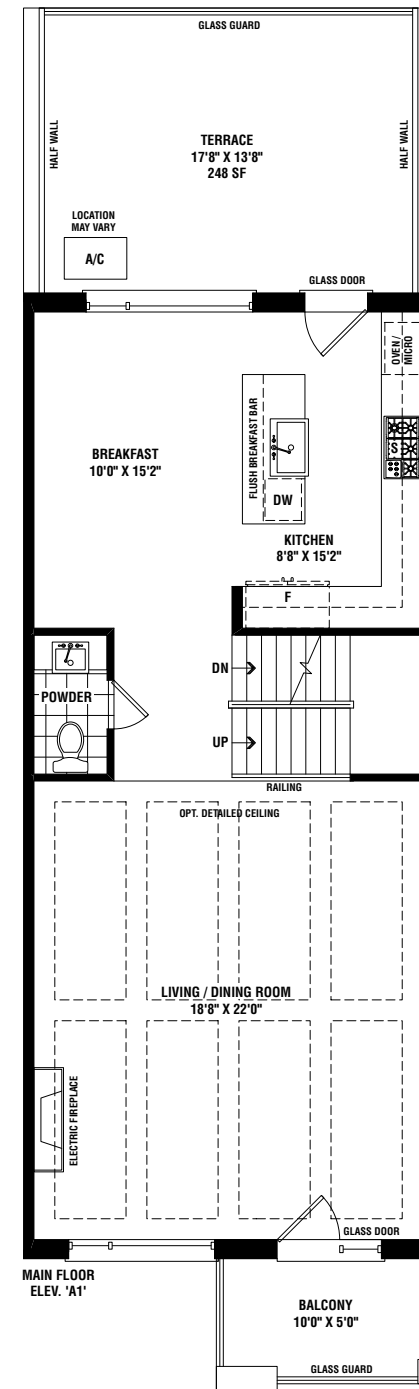 GLASS GUARD
HALF WALL
HALF WALL
TERRACE
17'8" X 13'8"
248 SF
LOCATION
MAY VARY
A/C
GLASS DOOR
OVEN/
MICRO
FLUSH BREAKFAST BAR
S
BREAKFAST
10'0" X 15'2"
DW
KITCHEN
8'8" X 15'2"
F
DN
POWDER
UP
RAILING
OPT. DETAILED CEILING
LIVING / DINING ROOM
18'8" X 22'0"
ELECTRIC FIREPLACE
GLASS DOOR
MAIN FLOOR
ELEV. 'A1'
BALCONY
10'0" X 5'0"
GLASS GUARD